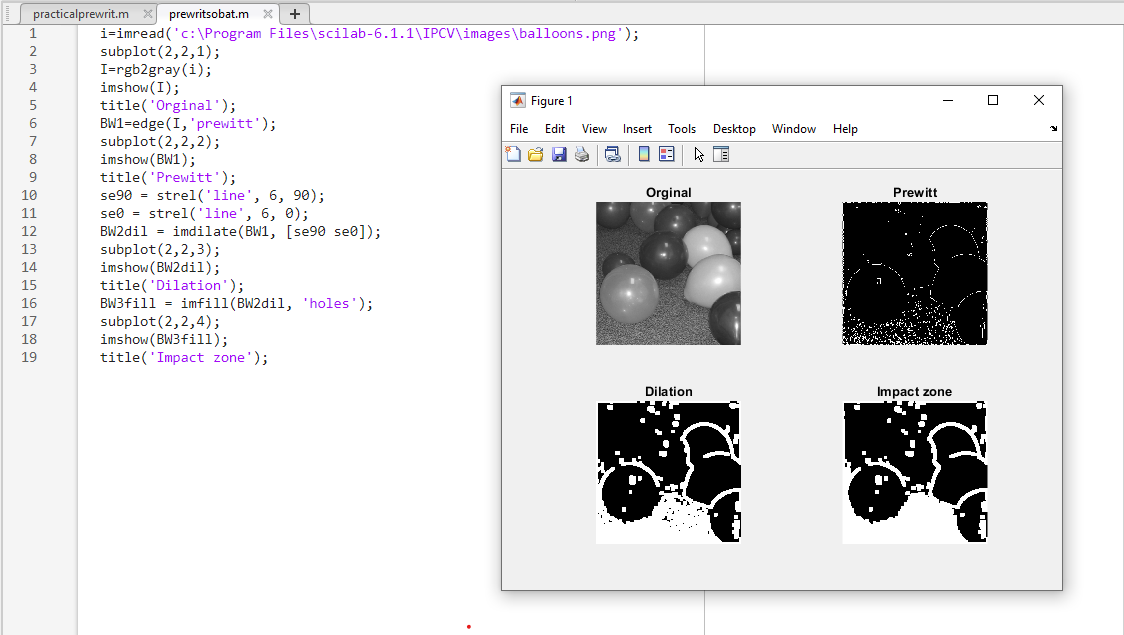 practicalprewrit.m
prewritsobat.m
1 i=imread('c:\Program Files\scilab-6.1.1\IPCV\images\balloons.png');
2 subplot(2,2,1);
3 I=rgb2gray(i);
4 imshow(I);
5 title('Orginal');
6 BW1=edge(I,'prewitt');
7 subplot(2,2,2);
8 imshow(BW1);
9 title('Prewitt');
10 se90 = strel('line', 6, 90);
11 se0 = strel('line', 6, 0);
12 BW2dil = imdilate(BW1, [se90 se0]);
13 subplot(2,2,3);
14 imshow(BW2dil);
15 title('Dilation');
16 BW3fill = imfill(BW2dil, 'holes');
17 subplot(2,2,4);
18 imshow(BW3fill);
19 title('Impact zone');
Figure 1
File Edit View Insert Tools Desktop Window Help
Orginal
Prewitt
Dilation
Impact zone